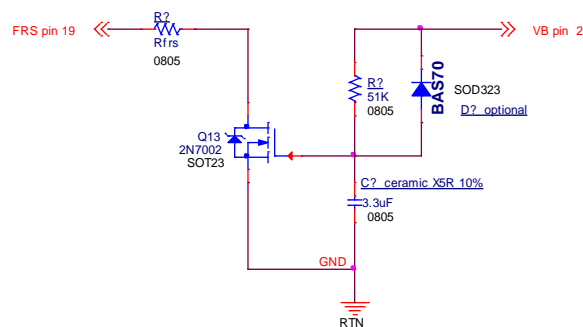 R?
FRS pin 19
Rfrs
0805
VB pin 2
R?
51K
0805
BAS70
SOD323
D? optional
Q13
2N7002
SOT23
C? ceramic X5R 10%
3.3uF
0805
GND
RTN